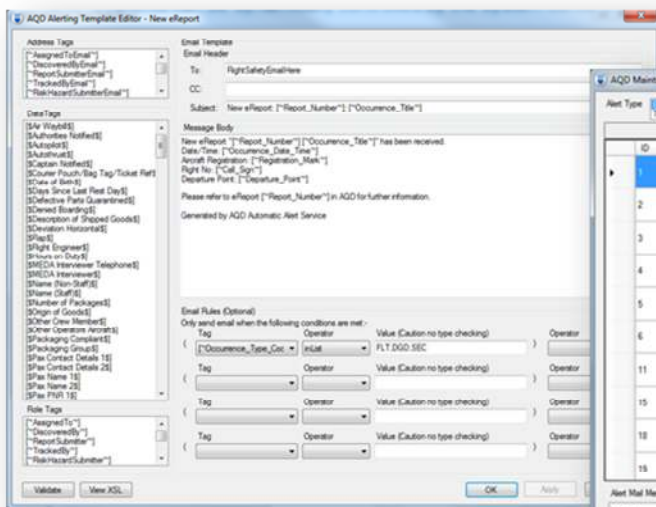 AQD Alerting Template Editor - New eReport
Address Tags
["AssignedToEmail"]
["DiscoveredByEmail"]
["ReportSubmitterEmail"]
["TrackedByEmail"]
["RiskHazardSubmitterEmail"]
DataTags
[$Air Waybill$]
[$Authorities Notified$]
[$Autopilot$]
[$Autothrust$]
[$Captain Notified$]
[$Courier Pouch/Bag Tag/Ticket Ref$]
[$Date of Birth$]
[$Days Since Last Rest Day$]
[$Defective Parts Quarantined$]
[$Denied Boarding$]
[$Description of Shipped Goods$]
[$Deviation Horizontal$]
[$Flap$]
[$Flight Engineer$]
[$Hours on Duty$]
[$MEDA Interviewer Telephone$]
[$MEDA Interviewer$]
[$Name (Non-Staff)$]
[$Name (Staff)$]
[$Number of Packages$]
[$Origin of Goods$]
[$Other Crew Member$]
[$Other Operators Aircraft$]
[$Packaging Compliant$]
[$Packaging Group$]
[$Pax Contact Details 1$]
[$Pax Contact Details 2$]
[$Pax Name 1$]
[$Pax Name 2$]
[$Pax PNR 1$]
Role Tags
["AssignedTo"]
["DiscoveredBy"]
["ReportSubmitter"]
["TrackedBy"]
["RiskHazardSubmitter"]
Validate View XSL
Email Template
Email Header
To: FlightSafetyEmailHere
CC:
Subject: New eReport: ["Report_Number"]: ["Occurrence_Title"]
Message Body
New eReport "["Report_Number"] ["Occurrence_Title"]" has been received.
Date/Time: ["Occurrence_Date_Time"]
Aircraft Registration: ["Registration_Mark"]
Flight No: ["Call_Sign"]
Departure Point: ["Departure_Point"]
Please refer to eReport ["Report_Number"] in AQD for further information.
Generated by AQD Automatic Alert Service
Email Rules (Optional)
Only send email when the following conditions are met:-
Tag Operator Value (Caution no type checking) Operator
( ["Occurrence_Type_Coc inList FLT;DGD;SEC )
Tag Operator Value (Caution no type checking) Operator
( )
Tag Operator Value (Caution no type checking) Operator
( )
Tag Operator Value (Caution no type checking) Operator
( )
OK Apply
AQD Maint
Alert Type
ID
1
2
3
4
5
6
11
15
18
19
Alert Mail Me